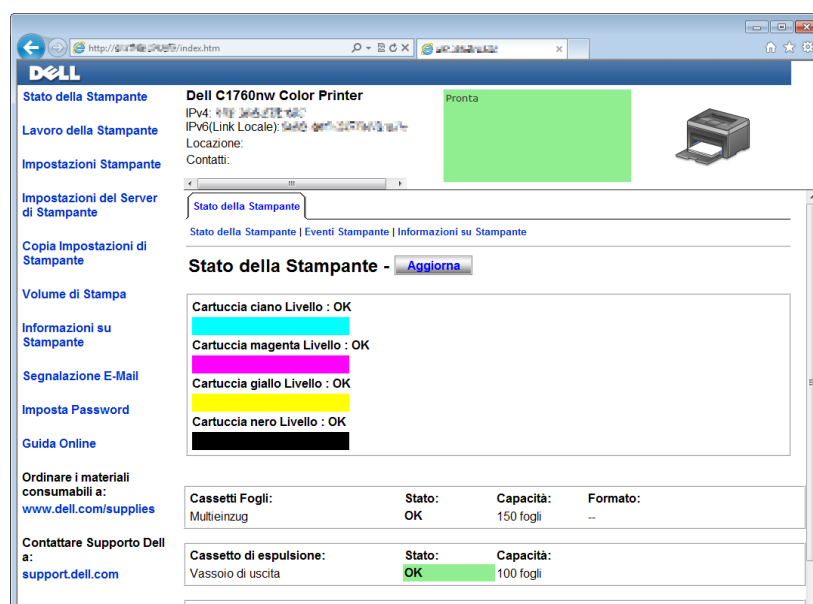 http://
/index.htm
DELL
Stato della Stampante
Lavoro della Stampante
Impostazioni Stampante
Impostazioni del Server
di Stampante
Copia Impostazioni di
Stampante
Volume di Stampa
Informazioni su
Stampante
Segnalazione E-Mail
Imposta Password
Guida Online
Ordinare i materiali
consumabili a:
www.dell.com/supplies
Contattare Supporto Dell
a:
support.dell.com
Dell C1760nw Color Printer
IPv4:
IPv6(Link Locale):
Locazione:
Contatti:
Pronta
Stato della Stampante
Stato della Stampante | Eventi Stampante | Informazioni su Stampante
Stato della Stampante - Aggiorna
Cartuccia ciano Livello : OK
Cartuccia magenta Livello : OK
Cartuccia giallo Livello : OK
Cartuccia nero Livello : OK
Cassetti Fogli: Stato: Capacità: Formato:
Multieinzug OK 150 fogli --
Cassetto di espulsione: Stato: Capacità:
Vassoio di uscita OK 100 fogli